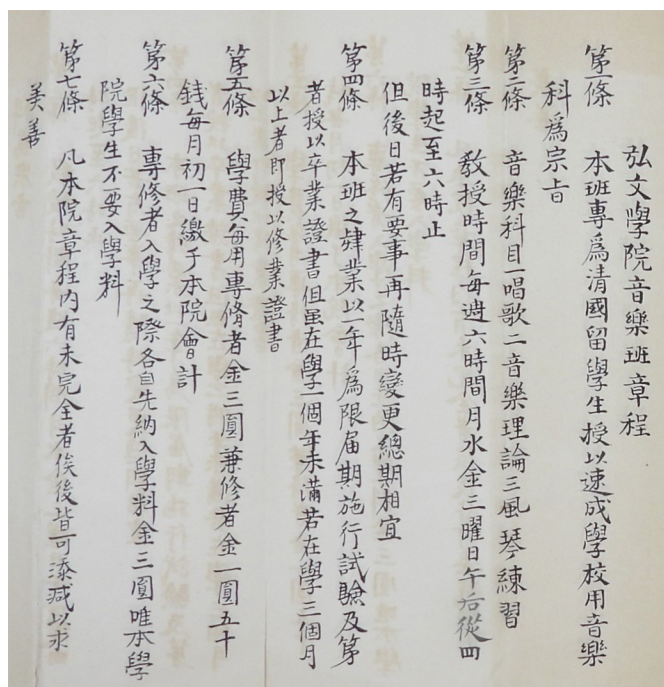 弘文學院音樂班章程
第一條　本班專爲清國留學生授以速成學校用音樂
科爲宗旨
第二條　音樂科目一唱歌二音樂理論三風琴練習
第三條　敎授時間每週六時間月水金三曜日午后從四
時起至六時止
但後日若有要事再隨時變更總期相宜
第四條　本班之肄業以一年爲限届期施行試驗及第
者授以卒業證書但虽在學一個年未滿若在學三個月
以上者即授以修業證書
第五條　學費每用專脩者金三圓兼修者金一圓五十
錢每月初一日繳于本院會計
第六條　專修者入學之際各自先納入學料金三圓唯本學
院學生不要入學料
第七條　凡本院章程內有未完全者俟後皆可添减以求
美善